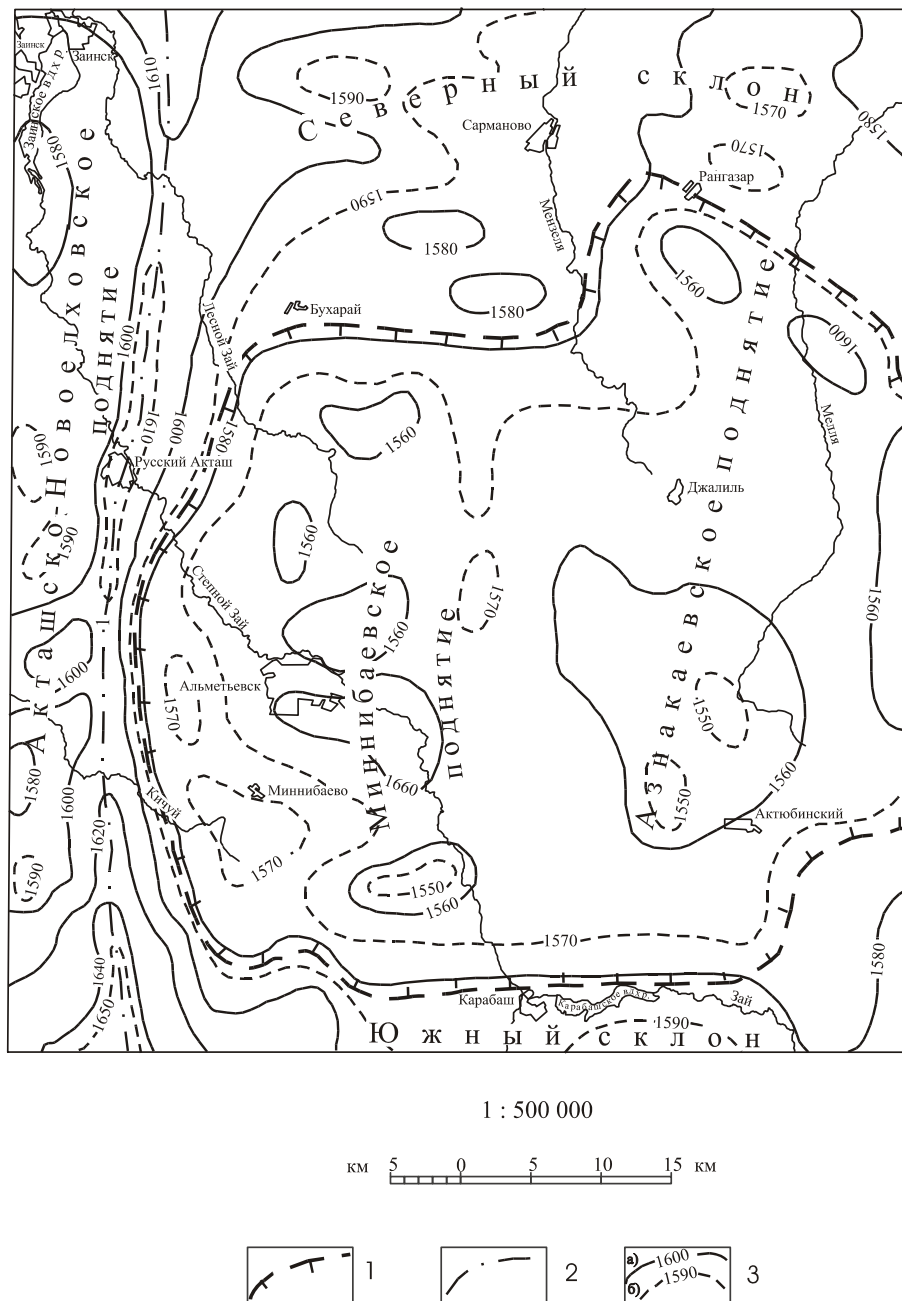 Заинск
Заинск
Заинское вдхр.
1610
1590
Северный склон
1570
1580
Сарманово
1580
1570
Рангазар
1590
Мензеля
1580
1560
1580
Бухарай
Лесной Зай
1600
1600
Мелля
1610
1600
1580
1560
1590
Русский Акташ
Джалиль
1590
1560
1570
1560
Степной Зай
1560
Акташско-Новоелховское
поднятие
Миннибаевское
поднятие
Азнакаевское поднятие
1600
Альметьевск
1570
1550
1580
1600
1660
1560
Кичуй
Миннибаево
1550
Актюбинский
1620
1590
1570
1550
1560
1570
1580
1640
1650
Карабаш
Карабашское вдхр.
Зай
1590
Южный склон
1 : 500 000
км 5 0 5 10 15 км
1
2
а) 1600
б) 1590
3